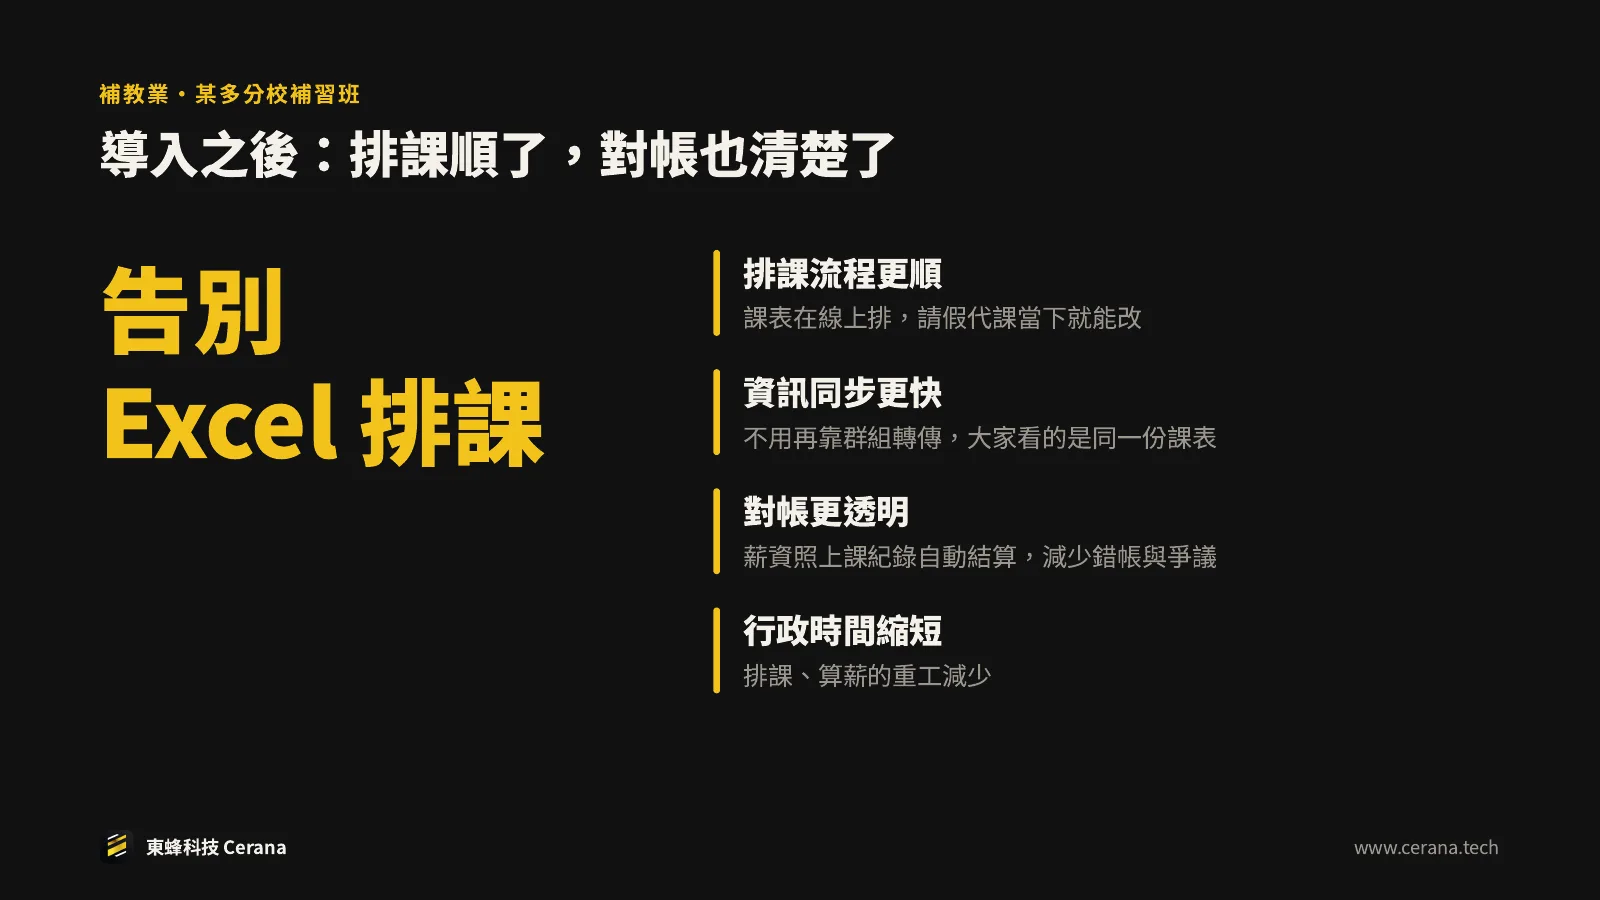 補教業・某多分校補習班
導入之後：排課順了，對帳也清楚了
告別
Excel 排課
排課流程更順
課表在線上排，請假代課當下就能改
資訊同步更快
不用再靠群組轉傳，大家看的是同一份課表
對帳更透明
薪資照上課紀錄自動結算，減少錯帳與爭議
行政時間縮短
排課、算薪的重工減少
東蜂科技 Cerana
www.cerana.tech